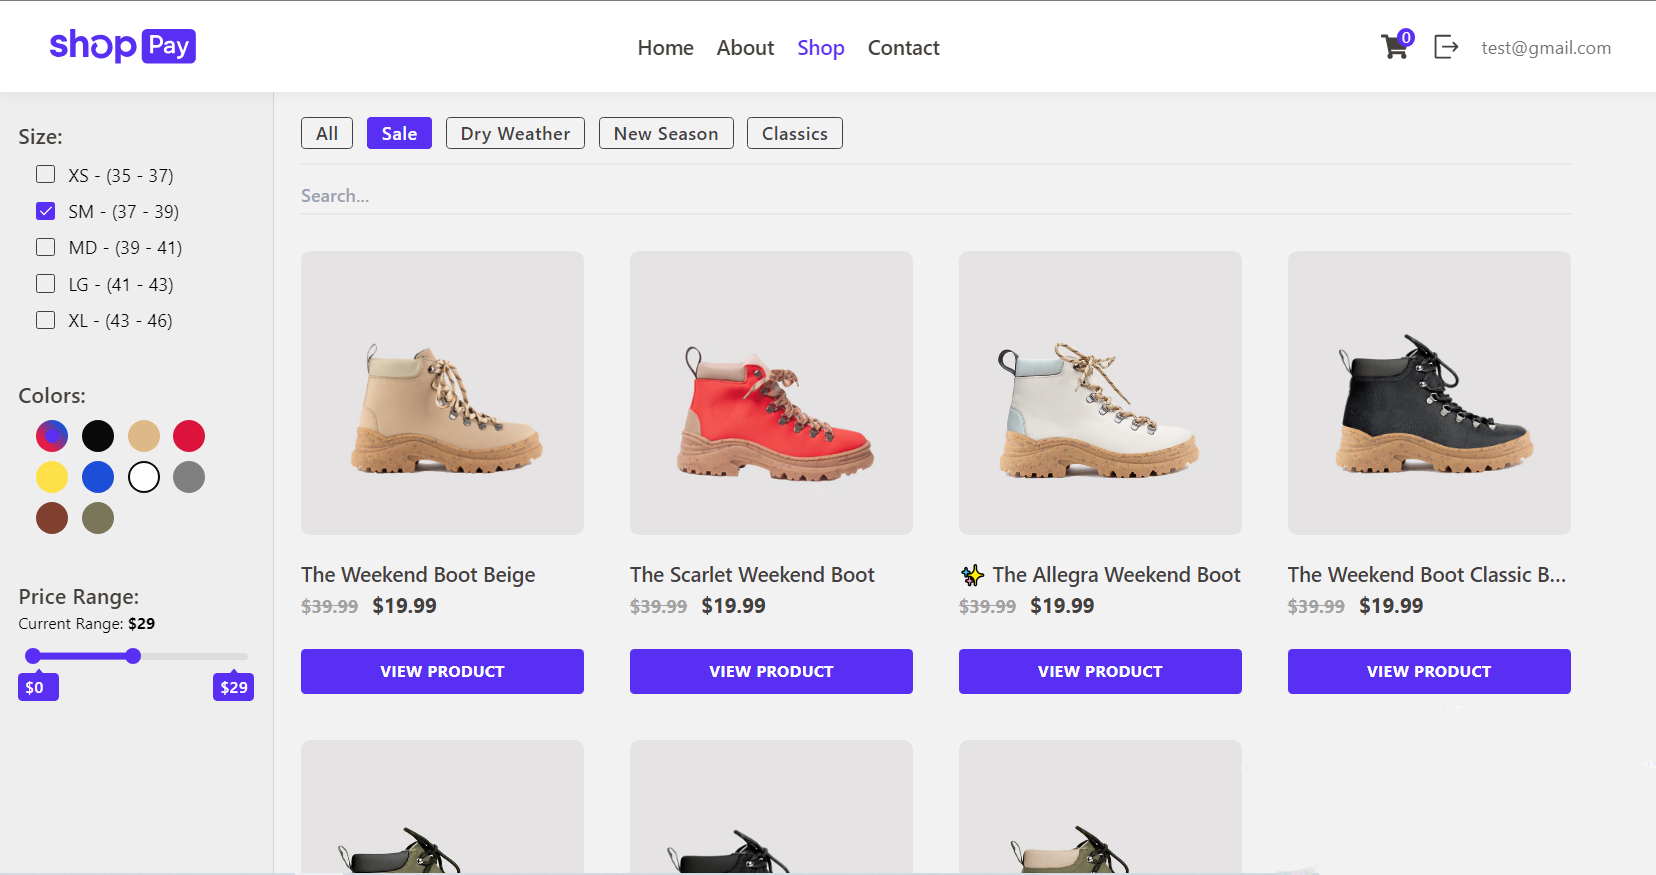 shop Pay
Home About Shop Contact
0
test@gmail.com
Size:
XS - (35 - 37)
SM - (37 - 39)
MD - (39 - 41)
LG - (41 - 43)
XL - (43 - 46)
Colors:
Price Range:
Current Range: $29
$0 $29
All Sale Dry Weather New Season Classics
Search...
The Weekend Boot Beige
$39.99 $19.99
VIEW PRODUCT
The Scarlet Weekend Boot
$39.99 $19.99
VIEW PRODUCT
✨ The Allegra Weekend Boot
$39.99 $19.99
VIEW PRODUCT
The Weekend Boot Classic B...
$39.99 $19.99
VIEW PRODUCT